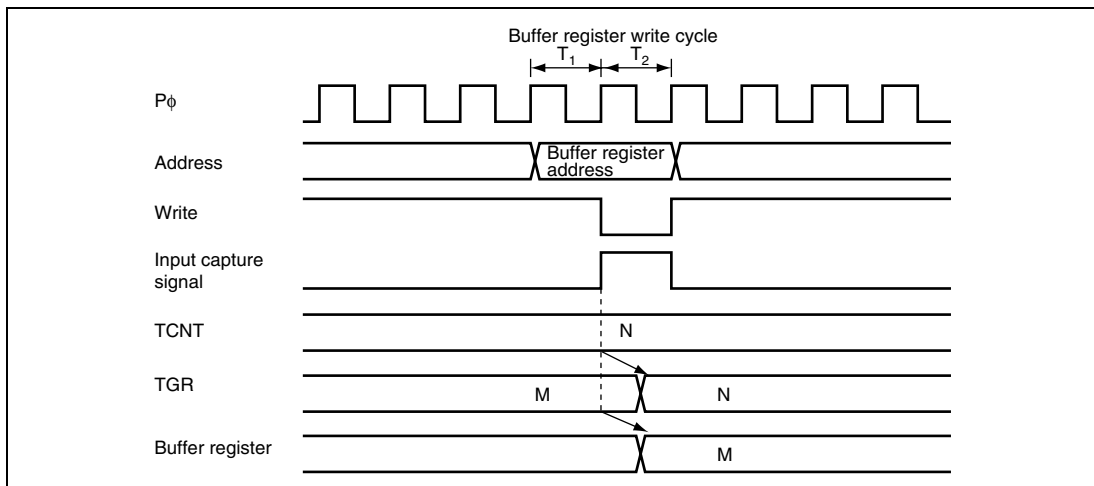 Buffer register write cycle
T₁ T₂
Pϕ
Address
Buffer register
address
Write
Input capture
signal
TCNT
N
TGR
M N
Buffer register
M